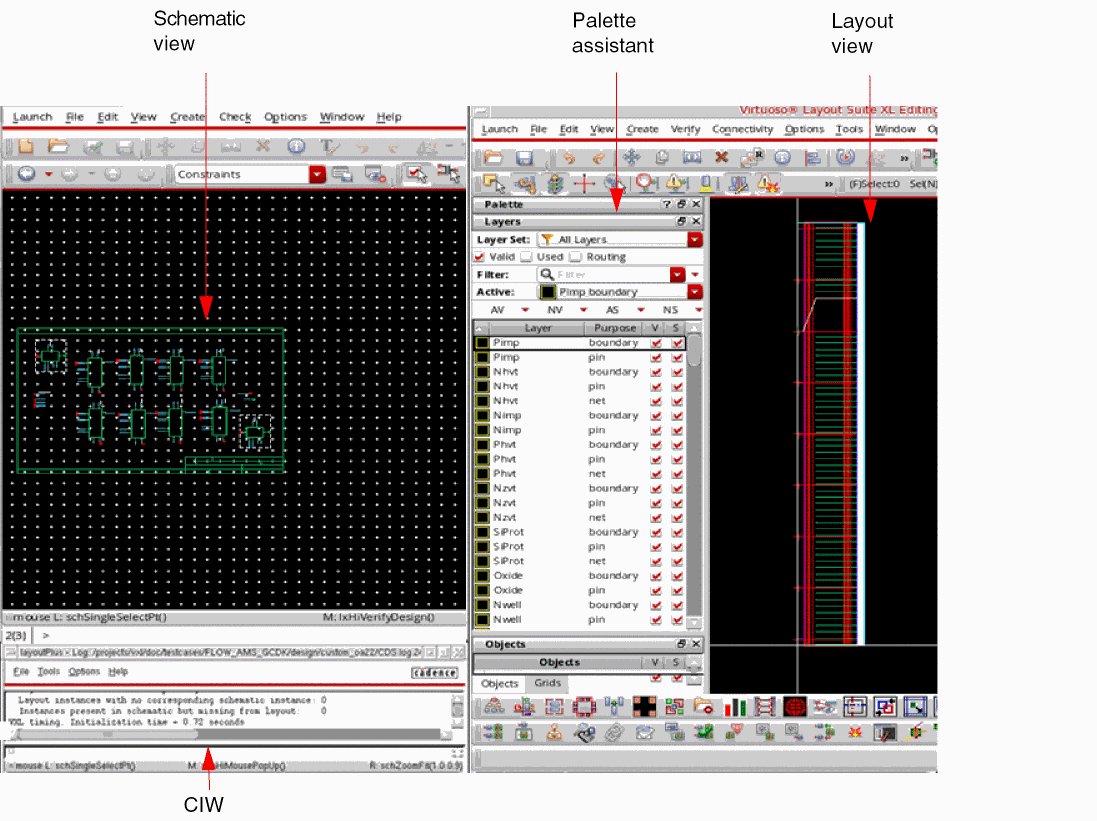 Schematic
view
Palette
assistant
Layout
view
Launch File Edit View Create Check Options Window Help
Constraints
mouse L: schSingleSelectPt() M: lxHiVerifyDesign()
2(3) >
layoutPlus - Log: /projects/vxl/doc/testcases/FLOW_AMS_GCDK/design/custom_oa22/CDS.log.2
File Tools Options Help cādence
Layout instances with no corresponding schematic instance: 0
Instances present in schematic but missing from layout: 0
VXL timing. Initialization time = 0.72 seconds
mouse L: schSingleSelectPt() M: HiMousePopUp() R: schZoomFit(1.0 0.9)
CIW
Virtuoso® Layout Suite XL Editing
Launch File Edit View Create Verify Connectivity Options Tools Window
(F)Select:0 Sel(N)
Palette
Layers
Layer Set: All Layers
Valid Used Routing
Filter: Filter
Active: Pimp boundary
AV NV AS NS
Layer Purpose V S
Pimp boundary
Pimp pin
Nhvt boundary
Nhvt pin
Nhvt net
Nimp boundary
Nimp pin
Phvt boundary
Phvt pin
Phvt net
Nzvt boundary
Nzvt pin
Nzvt net
SiProt boundary
SiProt pin
SiProt net
Oxide boundary
Oxide pin
Nwell boundary
Nwell pin
Objects
Objects V S
Objects Grids